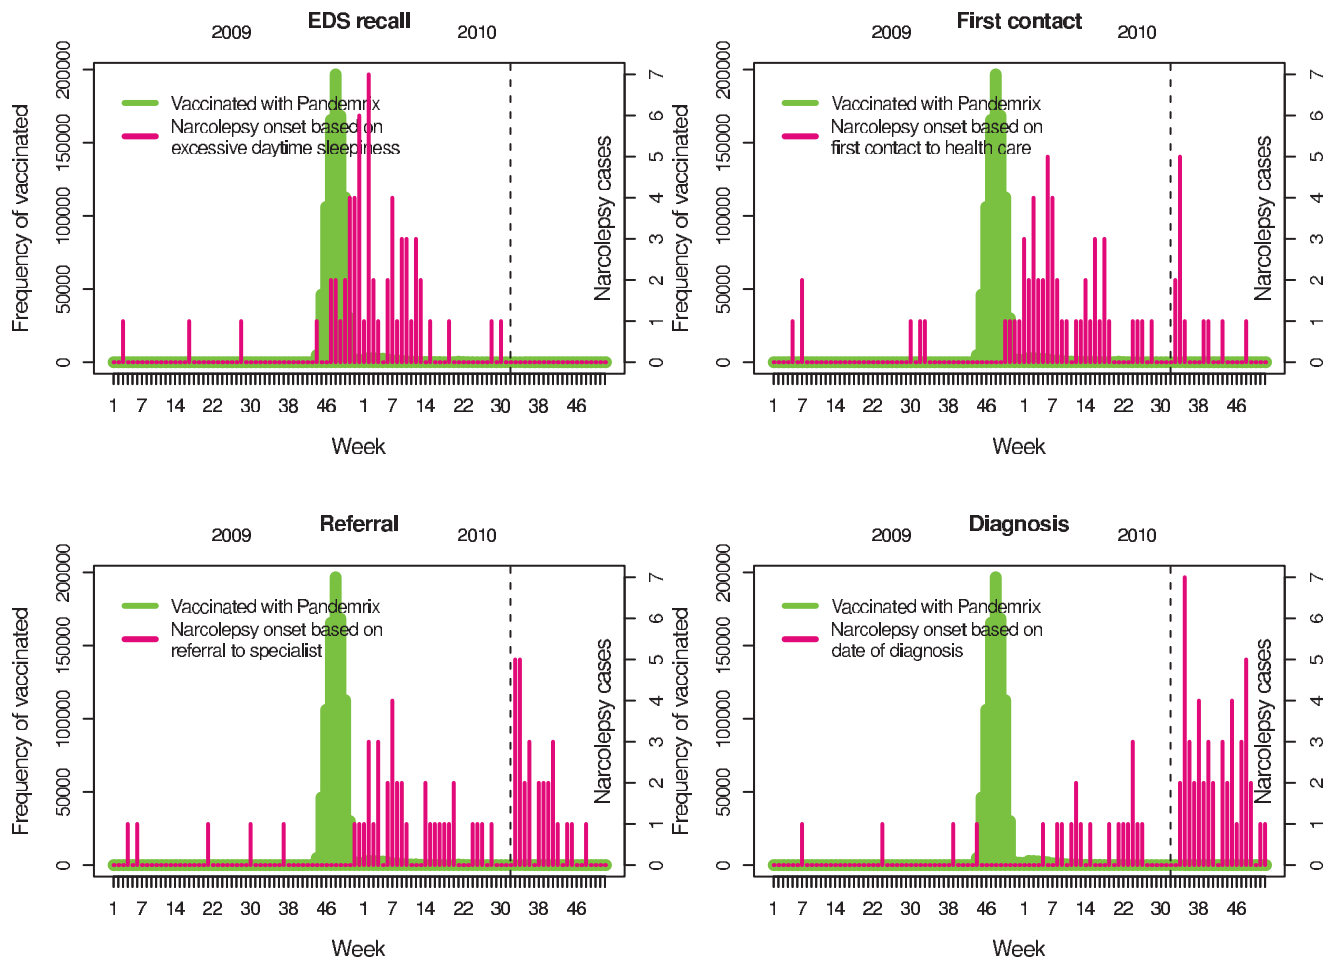 EDS recall
2009
2010
Frequency of vaccinated
200000
150000
100000
50000
0
Vaccinated with Pandemrix
Narcolepsy onset based on
excessive daytime sleepiness
7
6
5
4
3
2
1
0
Narcolepsy cases
1 7 14 22 30 38 46 1 7 14 22 30 38 46
Week
First contact
2009
2010
Frequency of vaccinated
200000
150000
100000
50000
0
Vaccinated with Pandemrix
Narcolepsy onset based on
first contact to health care
7
6
5
4
3
2
1
0
Narcolepsy cases
1 7 14 22 30 38 46 1 7 14 22 30 38 46
Week
Referral
2009
2010
Frequency of vaccinated
200000
150000
100000
50000
0
Vaccinated with Pandemrix
Narcolepsy onset based on
referral to specialist
7
6
5
4
3
2
1
0
Narcolepsy cases
1 7 14 22 30 38 46 1 7 14 22 30 38 46
Week
Diagnosis
2009
2010
Frequency of vaccinated
200000
150000
100000
50000
0
Vaccinated with Pandemrix
Narcolepsy onset based on
date of diagnosis
7
6
5
4
3
2
1
0
Narcolepsy cases
1 7 14 22 30 38 46 1 7 14 22 30 38 46
Week